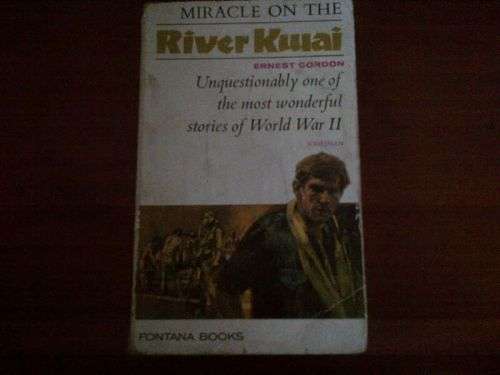 MIRACLE ON THE
River Kwai
ERNEST GORDON
Unquestionably one of
the most wonderful
stories of World War II
FONTANA BOOKS